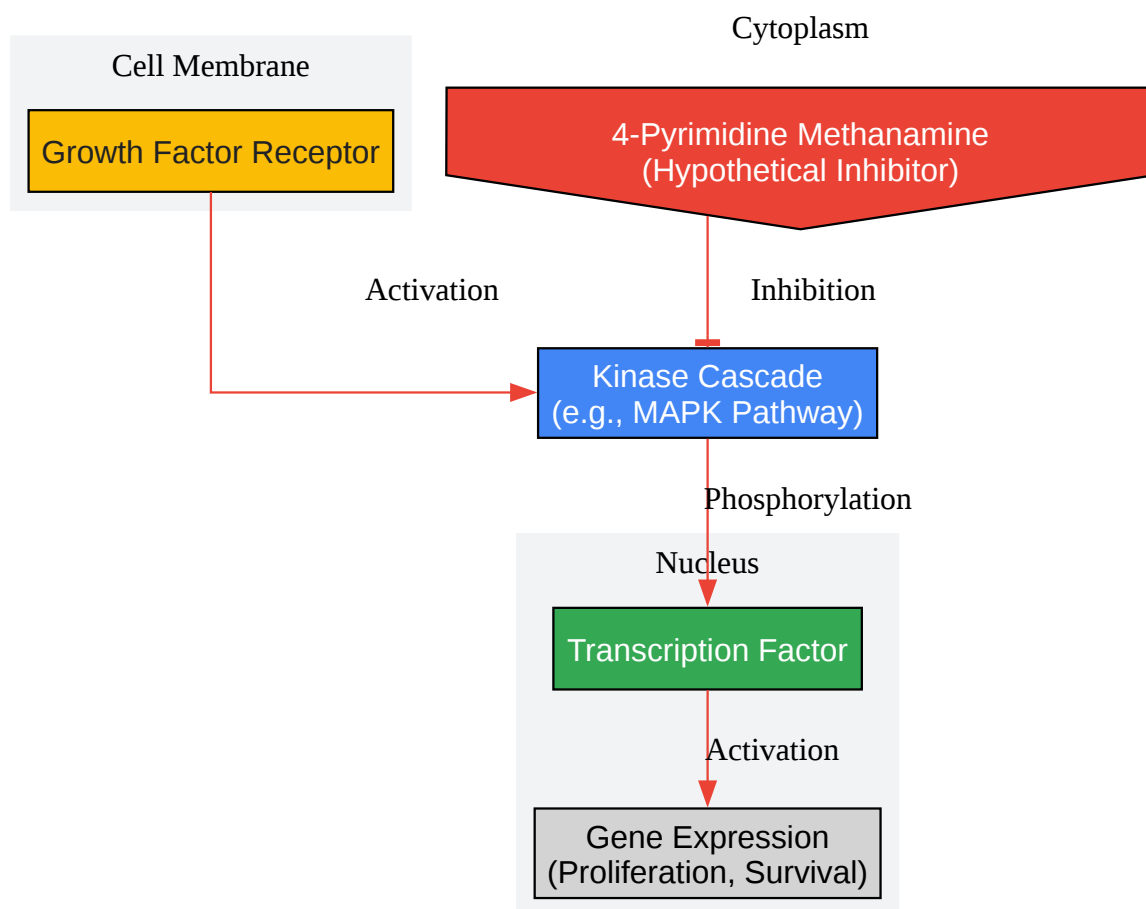 Cytoplasm
Cell Membrane
Growth Factor Receptor
4-Pyrimidine Methanamine
(Hypothetical Inhibitor)
Activation
Inhibition
Kinase Cascade
(e.g., MAPK Pathway)
Phosphorylation
Nucleus
Transcription Factor
Activation
Gene Expression
(Proliferation, Survival)